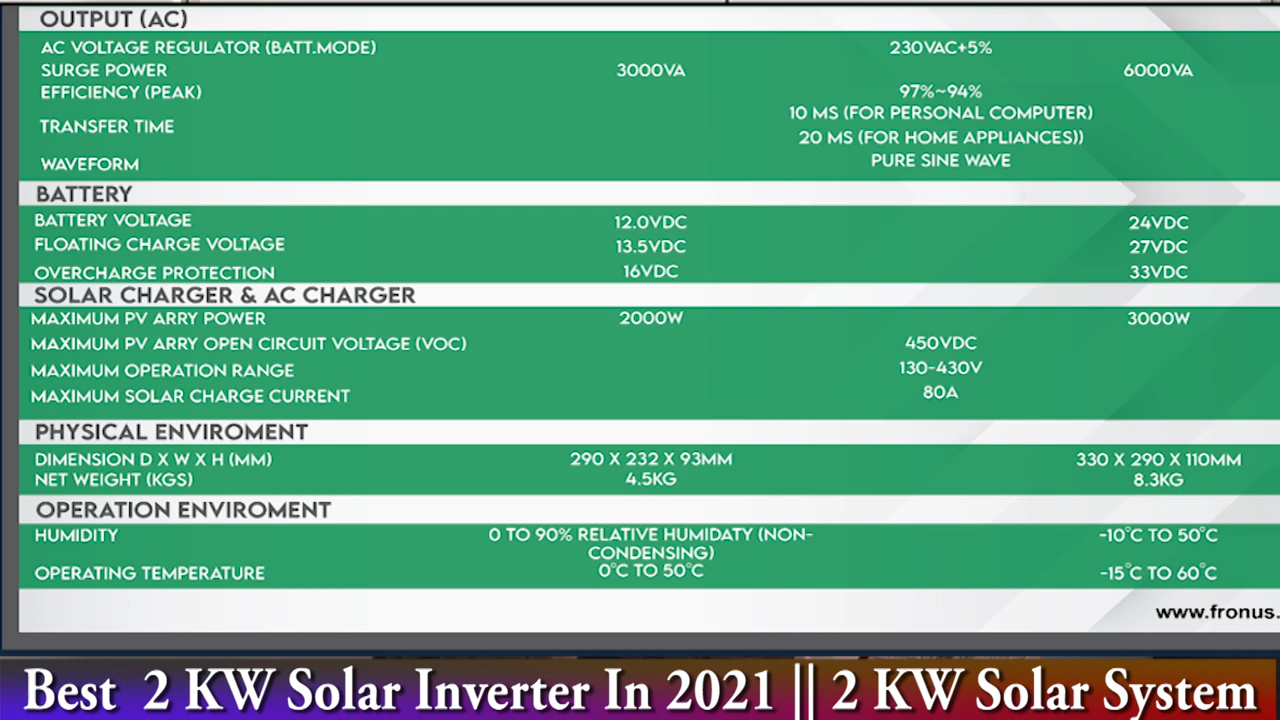 OUTPUT (AC)
AC VOLTAGE REGULATOR (BATT.MODE) 230VAC+5%
SURGE POWER 3000VA 6000VA
EFFICIENCY (PEAK) 97%~94%
TRANSFER TIME 10 MS (FOR PERSONAL COMPUTER)
20 MS (FOR HOME APPLIANCES))
WAVEFORM PURE SINE WAVE
BATTERY
BATTERY VOLTAGE 12.0VDC 24VDC
FLOATING CHARGE VOLTAGE 13.5VDC 27VDC
OVERCHARGE PROTECTION 16VDC 33VDC
SOLAR CHARGER & AC CHARGER
MAXIMUM PV ARRY POWER 2000W 3000W
MAXIMUM PV ARRY OPEN CIRCUIT VOLTAGE (VOC) 450VDC
MAXIMUM OPERATION RANGE 130-430V
MAXIMUM SOLAR CHARGE CURRENT 80A
PHYSICAL ENVIROMENT
DIMENSION D X W X H (MM) 290 X 232 X 93MM 330 X 290 X 110MM
NET WEIGHT (KGS) 4.5KG 8.3KG
OPERATION ENVIROMENT
HUMIDITY 0 TO 90% RELATIVE HUMIDATY (NON- -10°C TO 50°C
CONDENSING)
OPERATING TEMPERATURE 0°C TO 50°C -15°C TO 60°C
www.fronus.
Best 2 KW Solar Inverter In 2021 || 2 KW Solar System